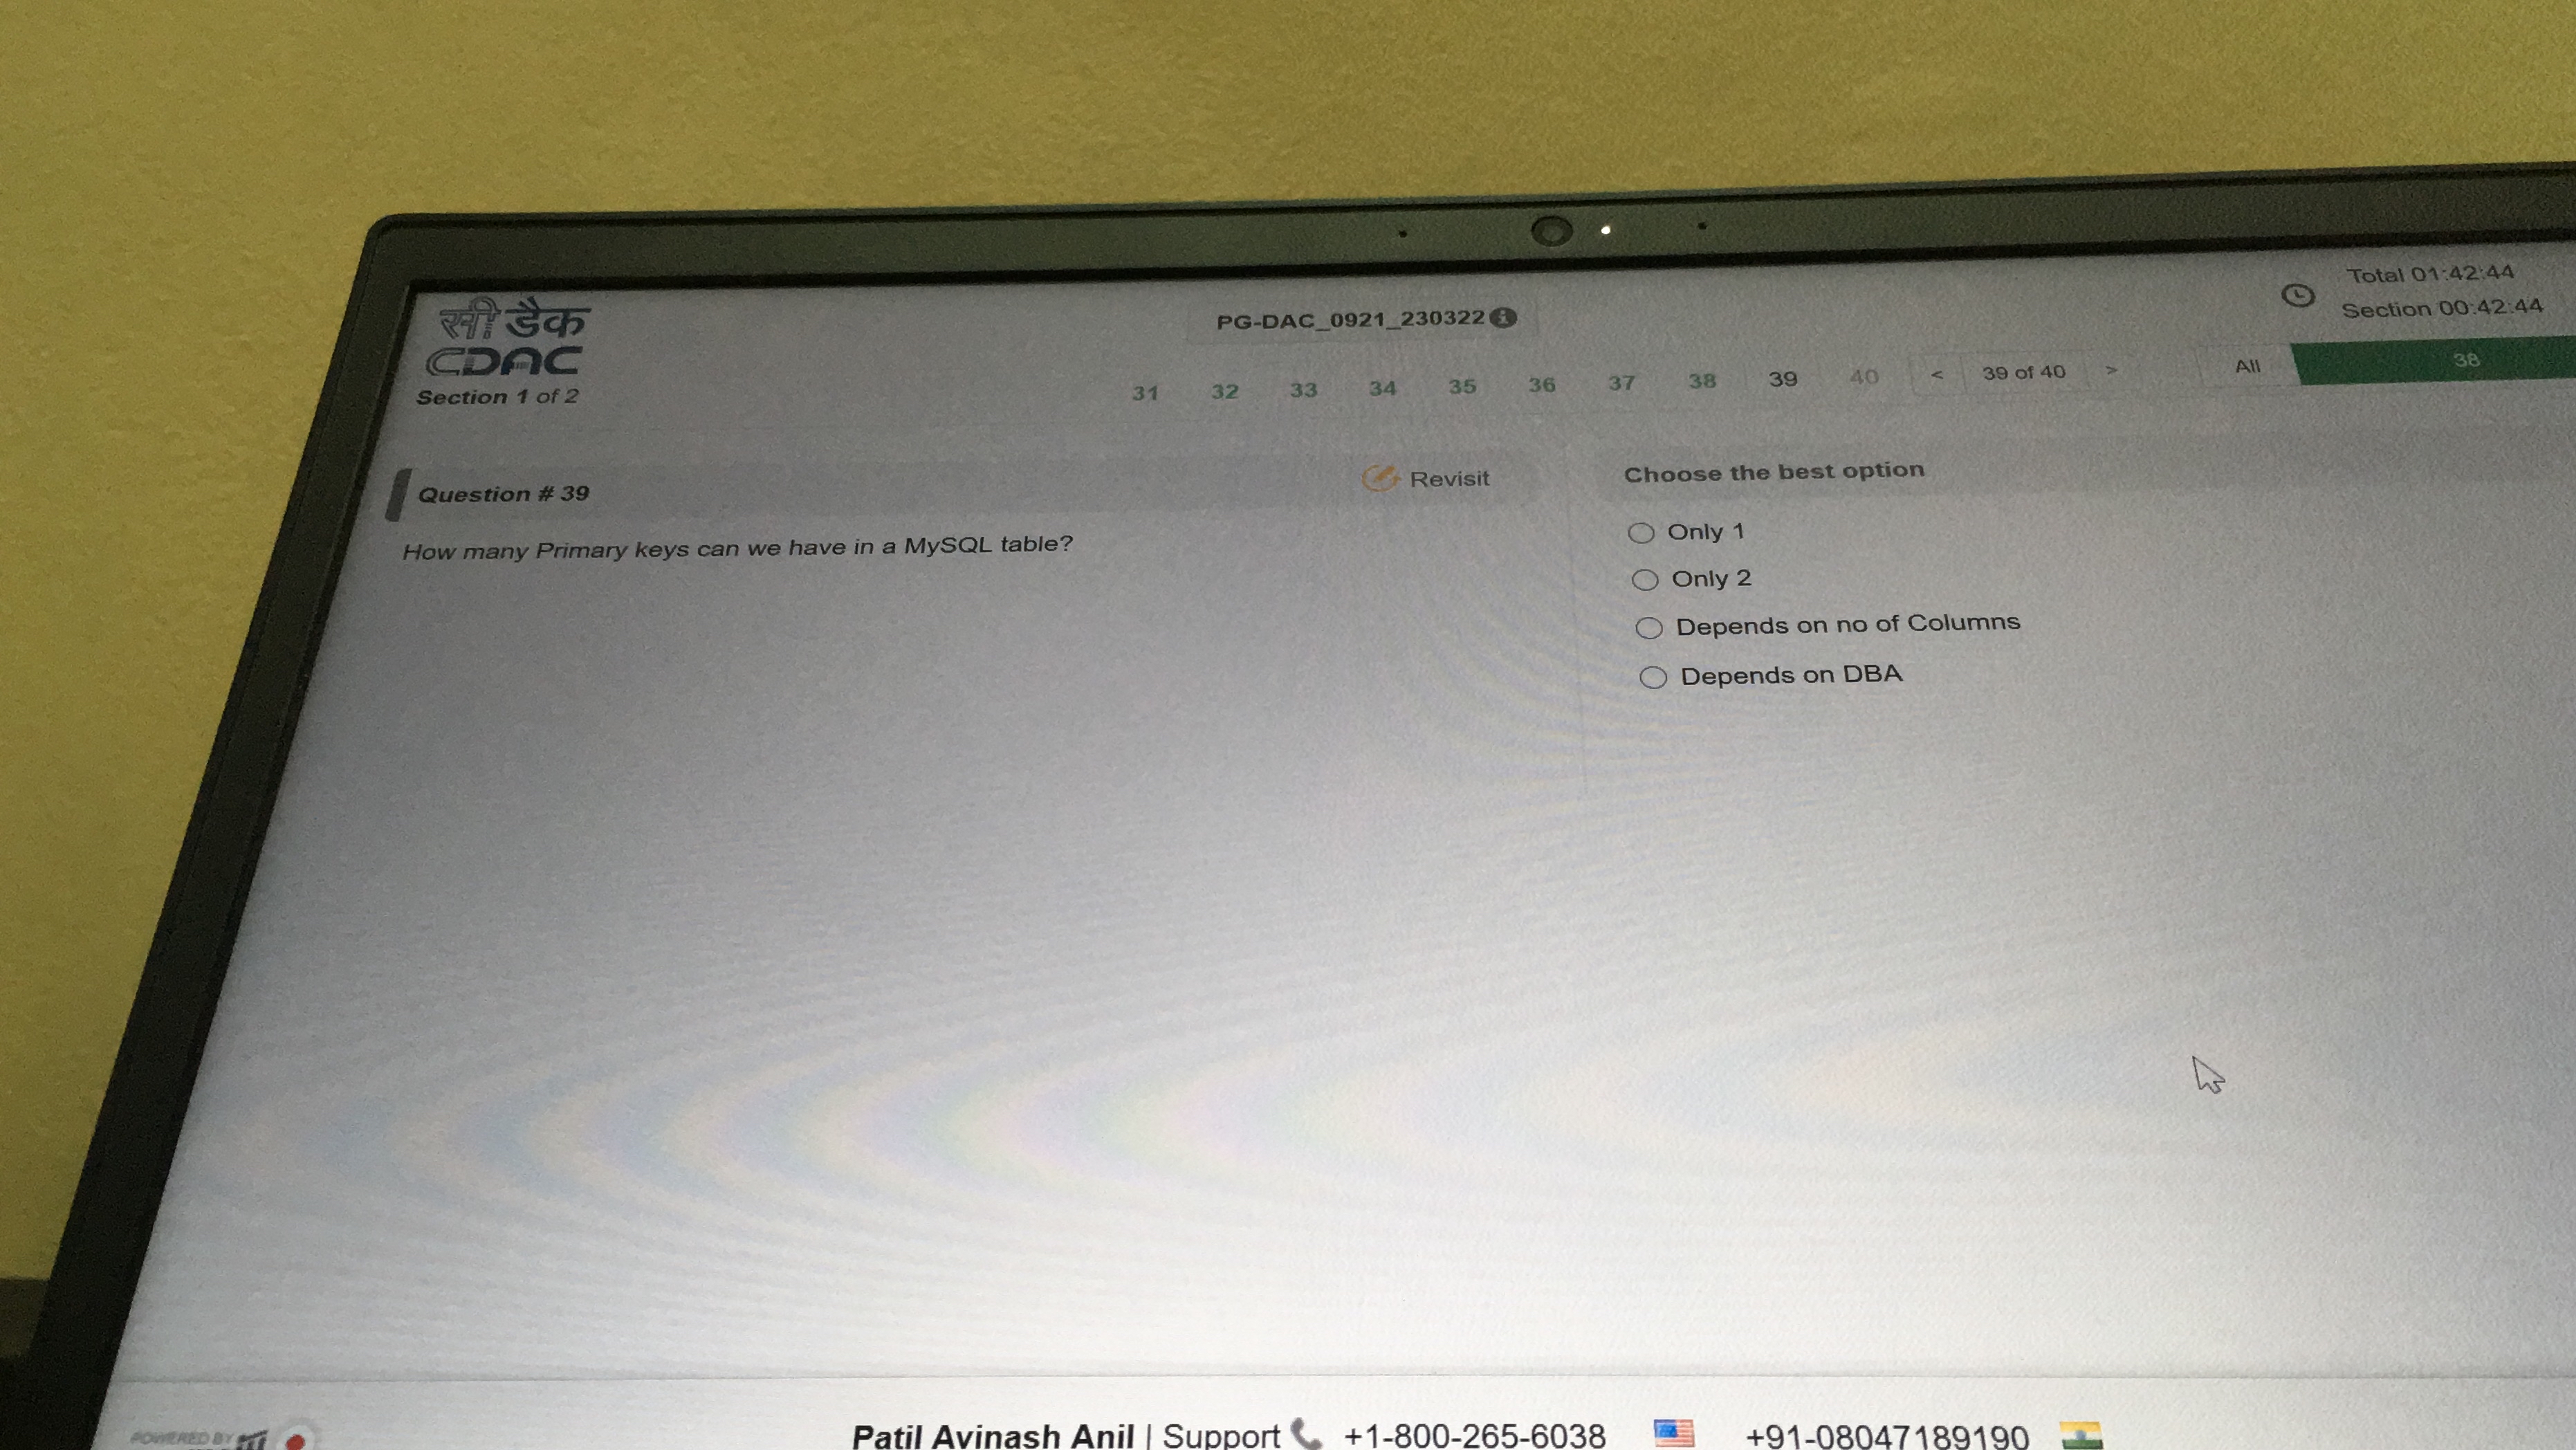 सी डैक
CDAC
Section 1 of 2
PG-DAC_0921_230322
Total 01:42:44
Section 00:42:44
31 32 33 34 35 36 37 38 39 40 < 39 of 40 > All 38
Question # 39
Revisit
How many Primary keys can we have in a MySQL table?
Choose the best option
Only 1
Only 2
Depends on no of Columns
Depends on DBA
POWERED BY
Patil Avinash Anil | Support +1-800-265-6038 +91-08047189190